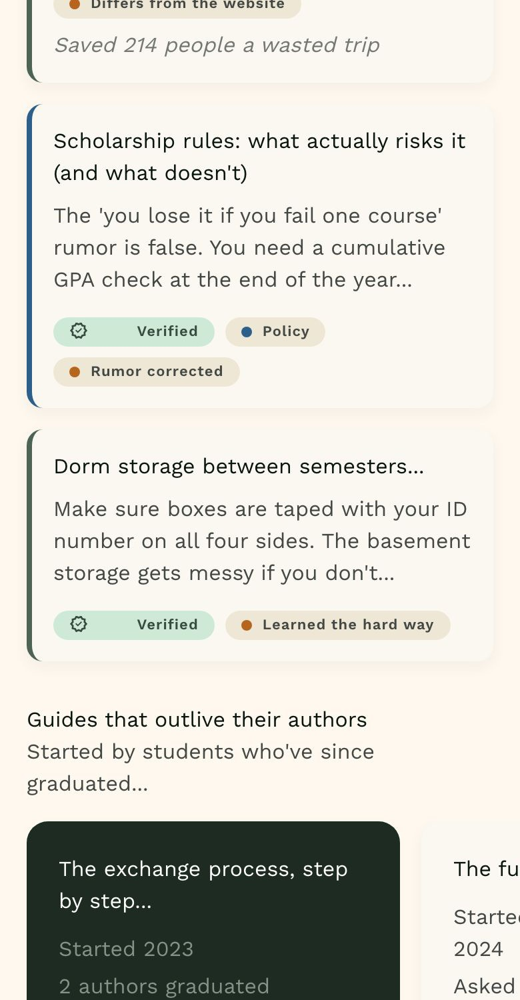 Differs from the website
Saved 214 people a wasted trip
Scholarship rules: what actually risks it
(and what doesn't)
The 'you lose it if you fail one course'
rumor is false. You need a cumulative
GPA check at the end of the year...
Verified
Policy
Rumor corrected
Dorm storage between semesters...
Make sure boxes are taped with your ID
number on all four sides. The basement
storage gets messy if you don't...
Verified
Learned the hard way
Guides that outlive their authors
Started by students who've since
graduated...
The exchange process, step
by step...
Started 2023
2 authors graduated
The fu
Started
2024
Asked